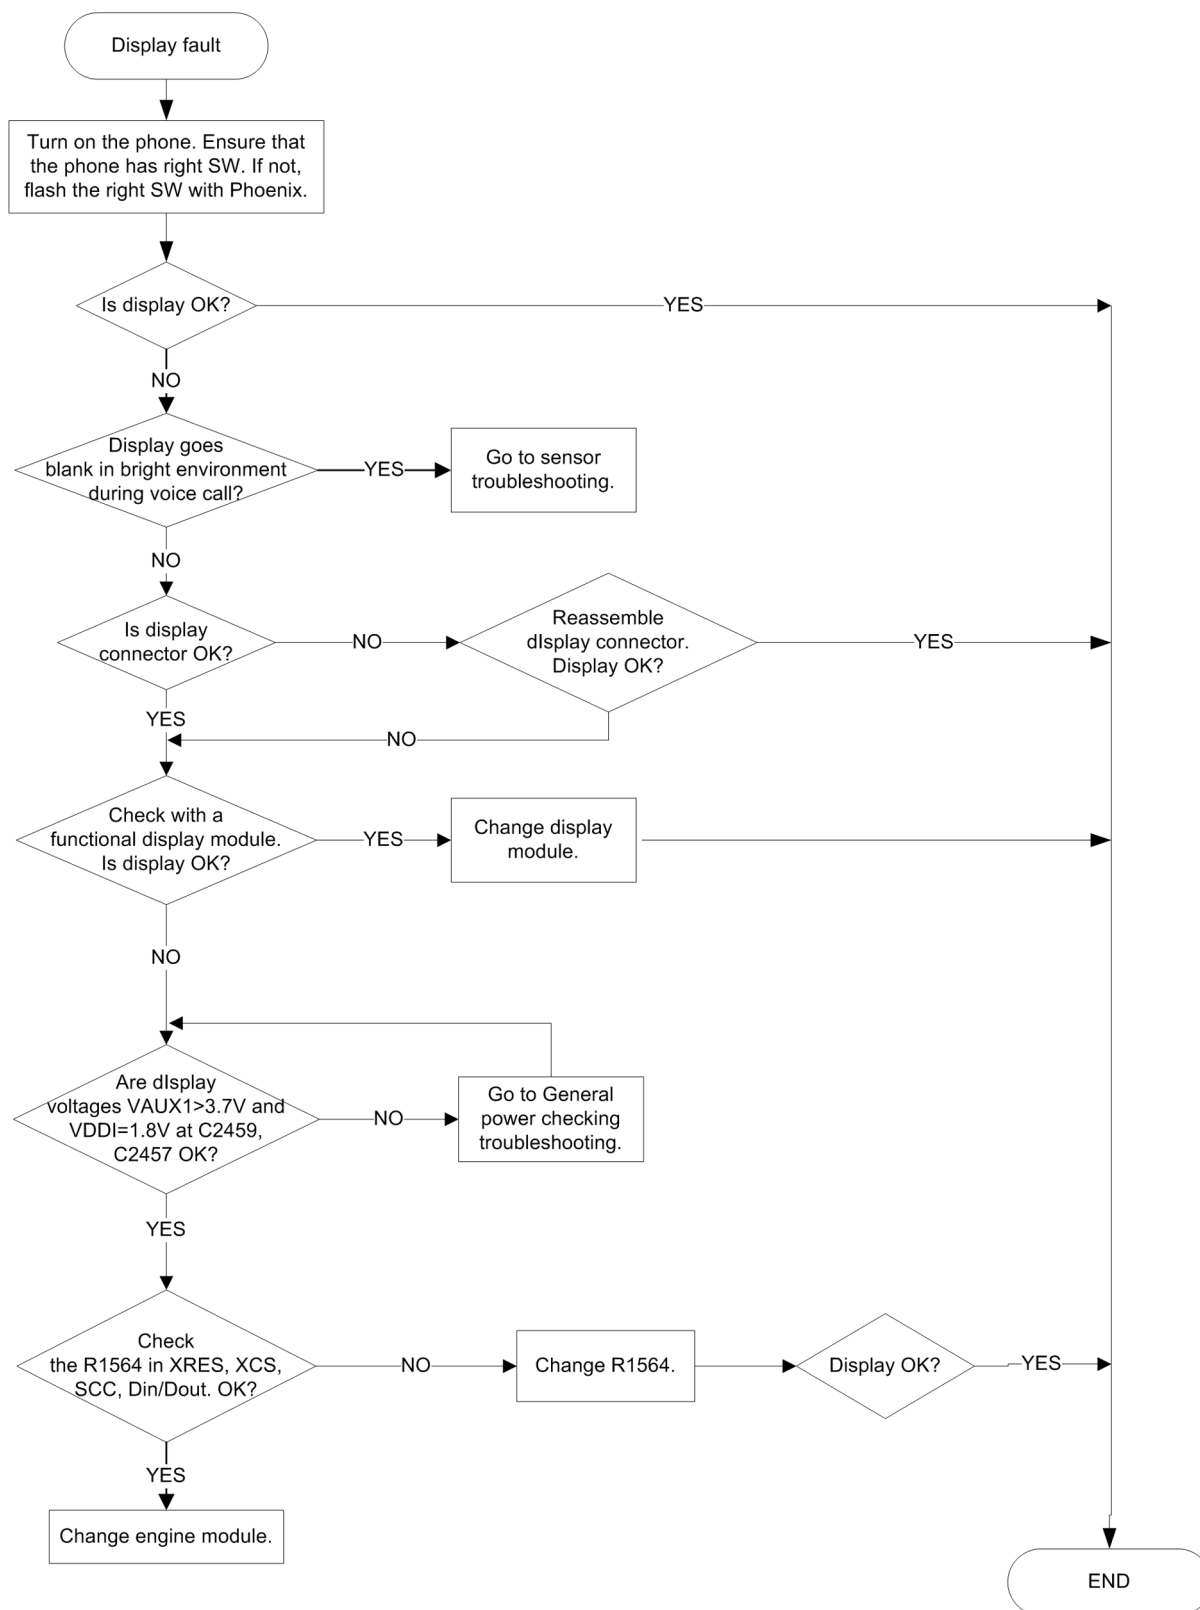 Display fault
Turn on the phone. Ensure that
the phone has right SW. If not,
flash the right SW with Phoenix.
Is display OK?
YES
NO
Display goes
blank in bright environment
during voice call?
YES
Go to sensor
troubleshooting.
NO
Is display
connector OK?
NO
Reassemble
dIsplay connector.
Display OK?
YES
YES
NO
Check with a
functional display module.
Is display OK?
YES
Change display
module.
NO
Are dIsplay
voltages VAUX1>3.7V and
VDDI=1.8V at C2459,
C2457 OK?
NO
Go to General
power checking
troubleshooting.
YES
Check
the R1564 in XRES, XCS,
SCC, Din/Dout. OK?
NO
Change R1564.
Display OK?
YES
YES
Change engine module.
END